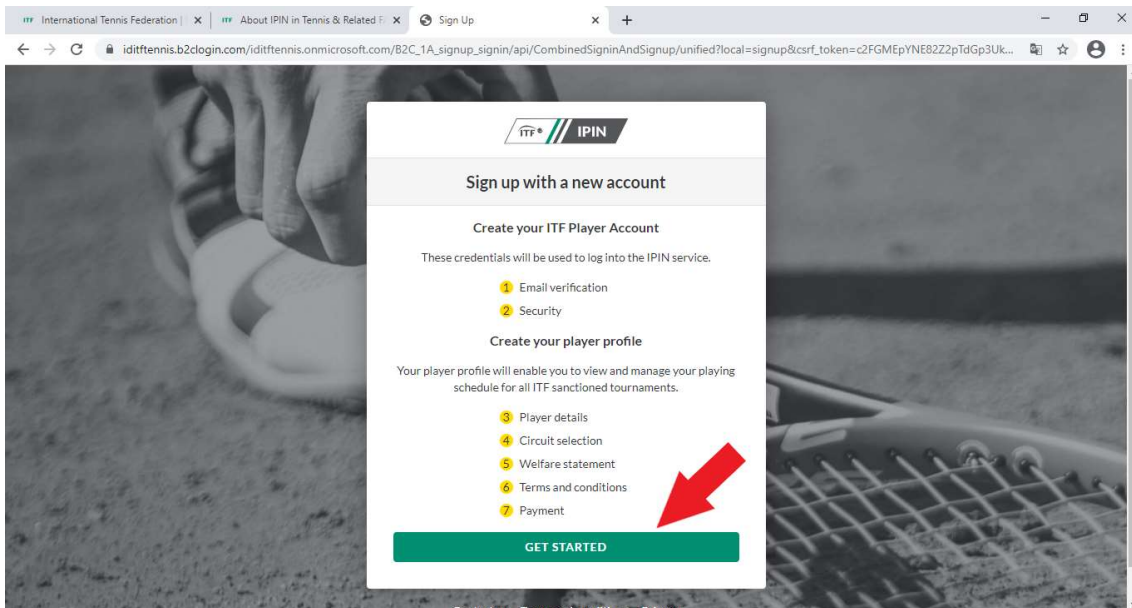 International Tennis Federation |
About IPIN in Tennis & Related F
Sign Up
iditftennis.b2clogin.com/iditftennis.onmicrosoft.com/B2C_1A_signup_signin/api/CombinedSigninAndSignup/unified?local=signup&csrf_token=c2FGMEpYNE82Z2pTdGp3Uk...
ITF IPIN
Sign up with a new account
Create your ITF Player Account
These credentials will be used to log into the IPIN service.
1 Email verification
2 Security
Create your player profile
Your player profile will enable you to view and manage your playing
schedule for all ITF sanctioned tournaments.
3 Player details
4 Circuit selection
5 Welfare statement
6 Terms and conditions
7 Payment
GET STARTED